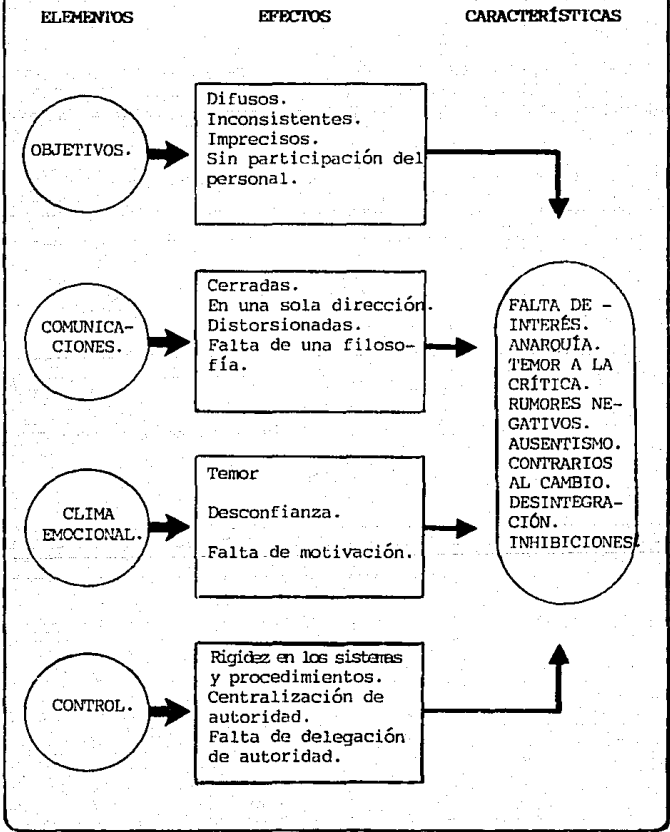 ELEMENTOS EFECTOS CARACTERÍSTICAS
OBJETIVOS.
Difusos.
Inconsistentes.
Imprecisos.
Sin participación del
personal.
COMUNICA-
CIONES.
Cerradas.
En una sola dirección.
Distorsionadas.
Falta de una filoso-
fía.
CLIMA
EMOCIONAL.
Temor
Desconfianza.
Falta de motivación.
CONTROL.
Rigidez en los sistemas
y procedimientos.
Centralización de
autoridad.
Falta de delegación
de autoridad.
FALTA DE -
INTERÉS.
ANARQUÍA.
TEMOR A LA
CRÍTICA.
RUMORES NE-
GATIVOS.
AUSENTISMO.
CONTRARIOS
AL CAMBIO.
DESINTEGRA-
CIÓN.
INHIBICIONES.